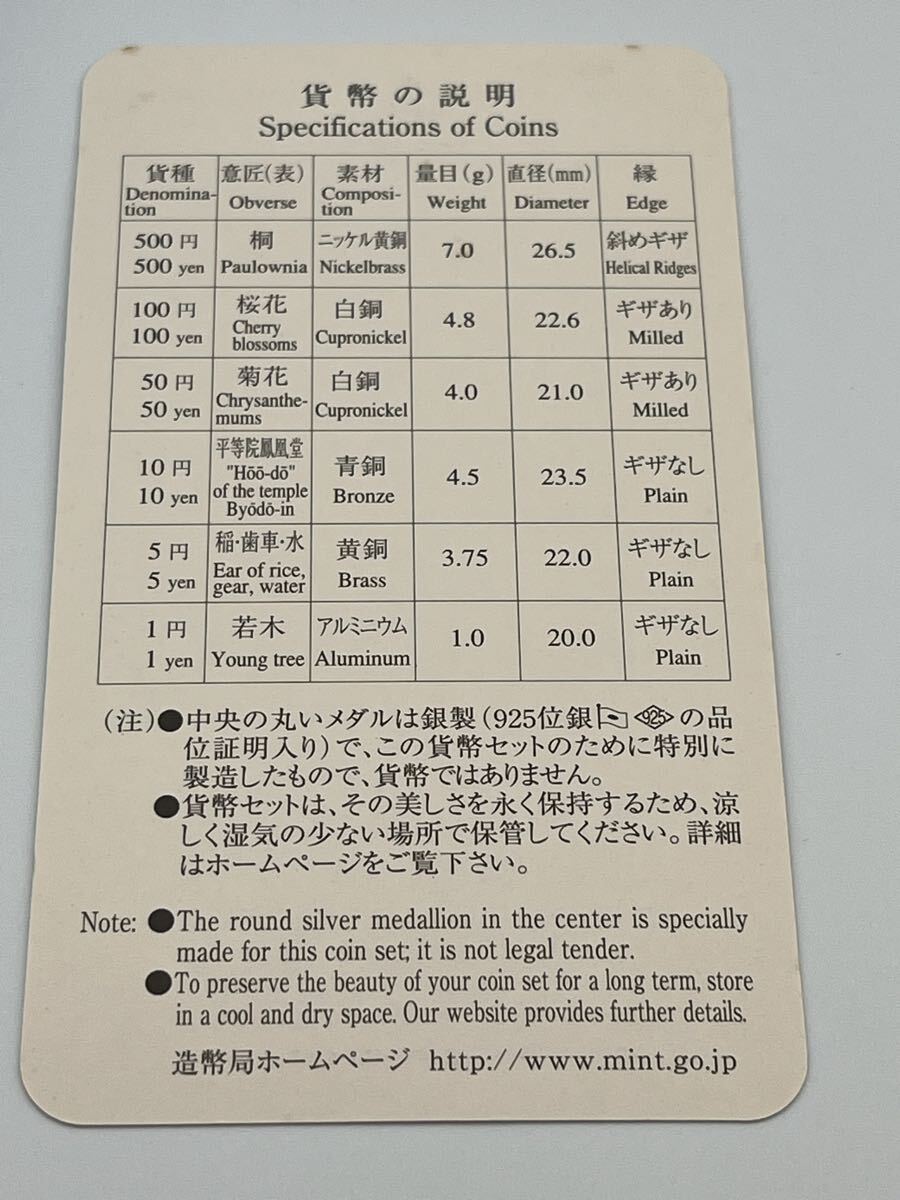 貨幣の説明
Specifications of Coins
貨種 意匠(表) 素材 量目(g) 直径(mm) 縁
Denomina-tion Obverse Composi-tion Weight Diameter Edge
500 円 桐 ニッケル黄銅 7.0 26.5 斜めギザ
500 yen Paulownia Nickelbrass Helical Ridges
100 円 桜花 白銅 4.8 22.6 ギザあり
100 yen Cherry blossoms Cupronickel Milled
50 円 菊花 白銅 4.0 21.0 ギザあり
50 yen Chrysanthe-mums Cupronickel Milled
10 円 平等院鳳凰堂 青銅 4.5 23.5 ギザなし
10 yen "Hōō-dō" of the temple Byōdō-in Bronze Plain
5 円 稲・歯車・水 黄銅 3.75 22.0 ギザなし
5 yen Ear of rice, gear, water Brass Plain
1 円 若木 アルミニウム 1.0 20.0 ギザなし
1 yen Young tree Aluminum Plain
(注)●中央の丸いメダルは銀製(925位銀 925 の品
位証明入り)で、この貨幣セットのために特別に
製造したもので、貨幣ではありません。
●貨幣セットは、その美しさを永く保持するため、涼
しく湿気の少ない場所で保管してください。詳細
はホームページをご覧下さい。
Note: ●The round silver medallion in the center is specially
made for this coin set; it is not legal tender.
●To preserve the beauty of your coin set for a long term, store
in a cool and dry space. Our website provides further details.
造幣局ホームページ http://www.mint.go.jp